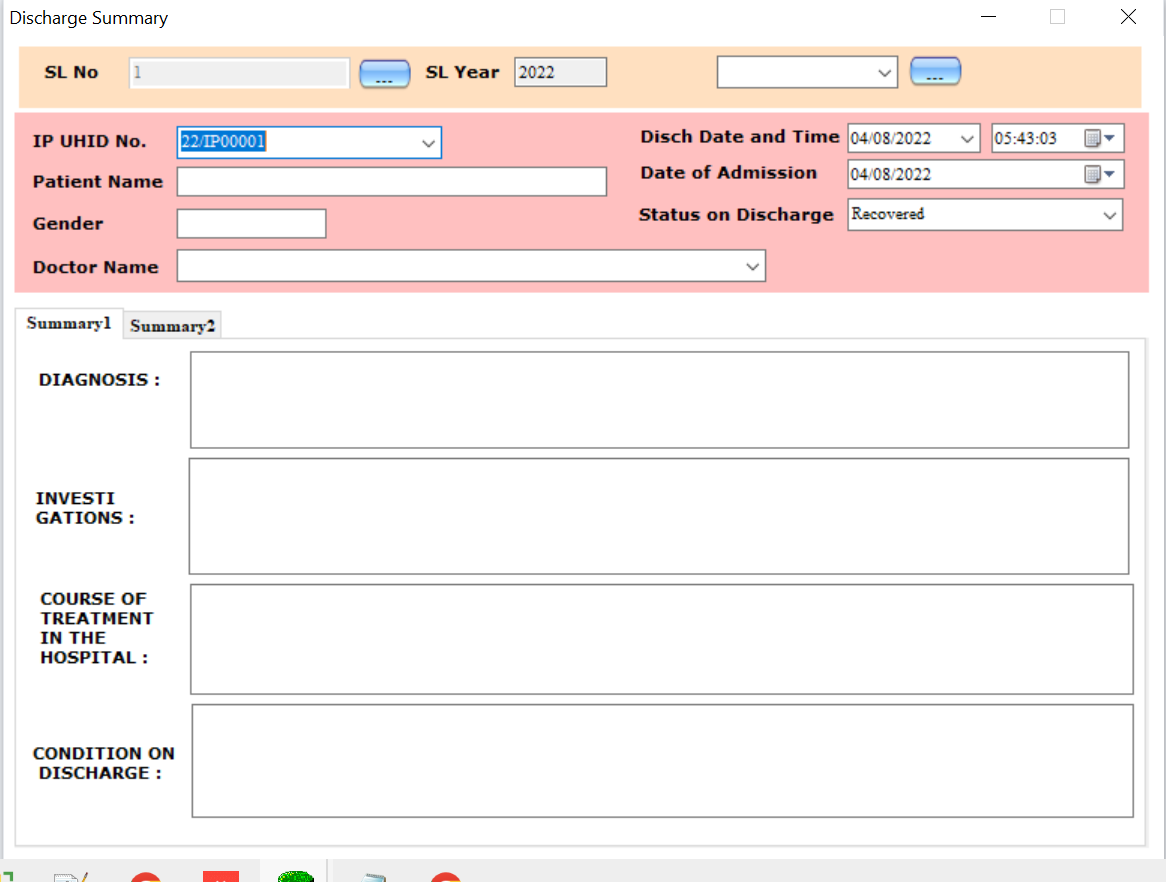 Discharge Summary
SL No 1 ... SL Year 2022 ...
IP UHID No. 22/IP00001 Disch Date and Time 04/08/2022 05:43:03
Patient Name Date of Admission 04/08/2022
Gender Status on Discharge Recovered
Doctor Name
Summary1 Summary2
DIAGNOSIS :
INVESTI
GATIONS :
COURSE OF
TREATMENT
IN THE
HOSPITAL :
CONDITION ON
DISCHARGE :